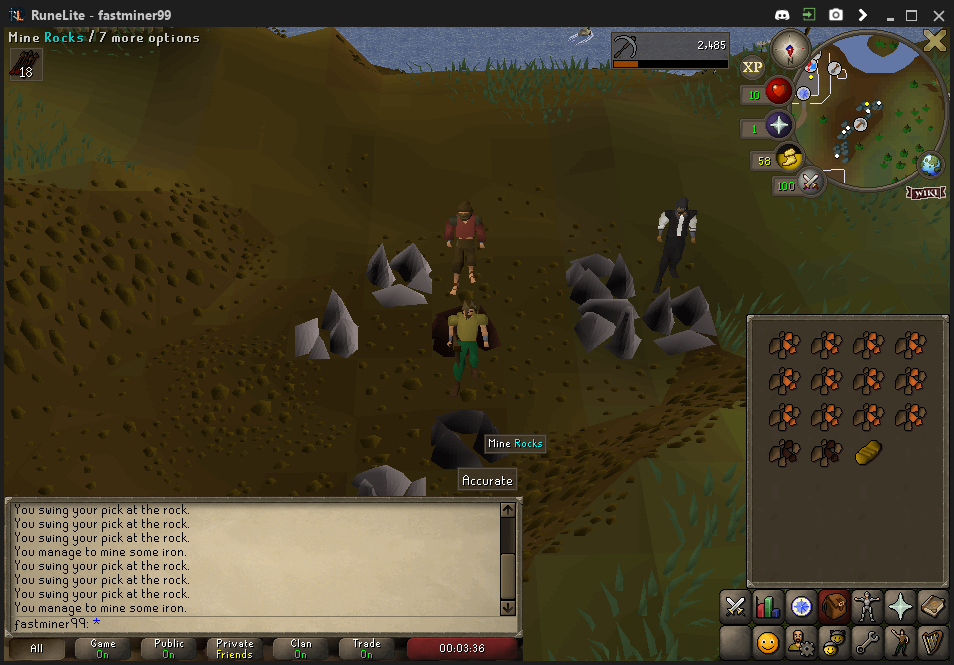 RuneLite - fastminer99
Mine Rocks / 7 more options
18
2,485
XP
N
10
1
58
100
WIKI
Mine Rocks
Accurate
You swing your pick at the rock.
You swing your pick at the rock.
You swing your pick at the rock.
You manage to mine some iron.
You swing your pick at the rock.
You swing your pick at the rock.
You swing your pick at the rock.
You manage to mine some iron.
fastminer99: *
All
Game
On
Public
On
Private
Friends
Clan
On
Trade
On
00:03:36